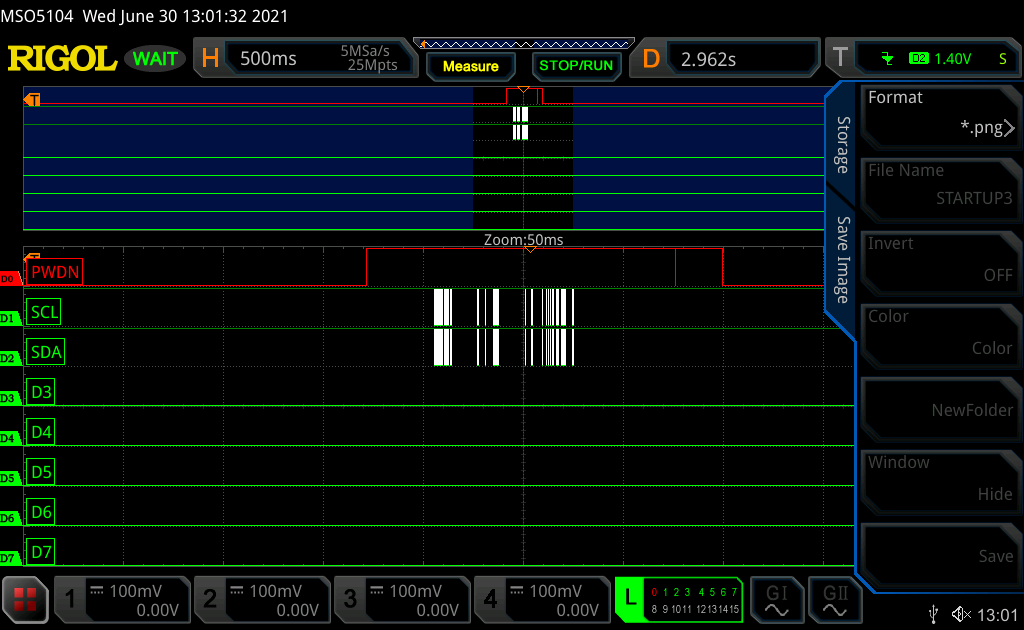 MSO5104 Wed June 30 13:01:32 2021
RIGOL WAIT H 500ms 5MSa/s 25Mpts Measure STOP/RUN D 2.962s T D2 1.40V S
T
Zoom:50ms
D0 PWDN
D1 SCL
D2 SDA
D3 D3
D4 D4
D5 D5
D6 D6
D7 D7
Storage
Save Image
Format
*.png
File Name
STARTUP3
Invert
OFF
Color
Color
NewFolder
Window
Hide
Save
1 100mV 0.00V
2 100mV 0.00V
3 100mV 0.00V
4 100mV 0.00V
L 0 1 2 3 4 5 6 7
8 9 10 11 12 13 14 15
GI
GII
13:01